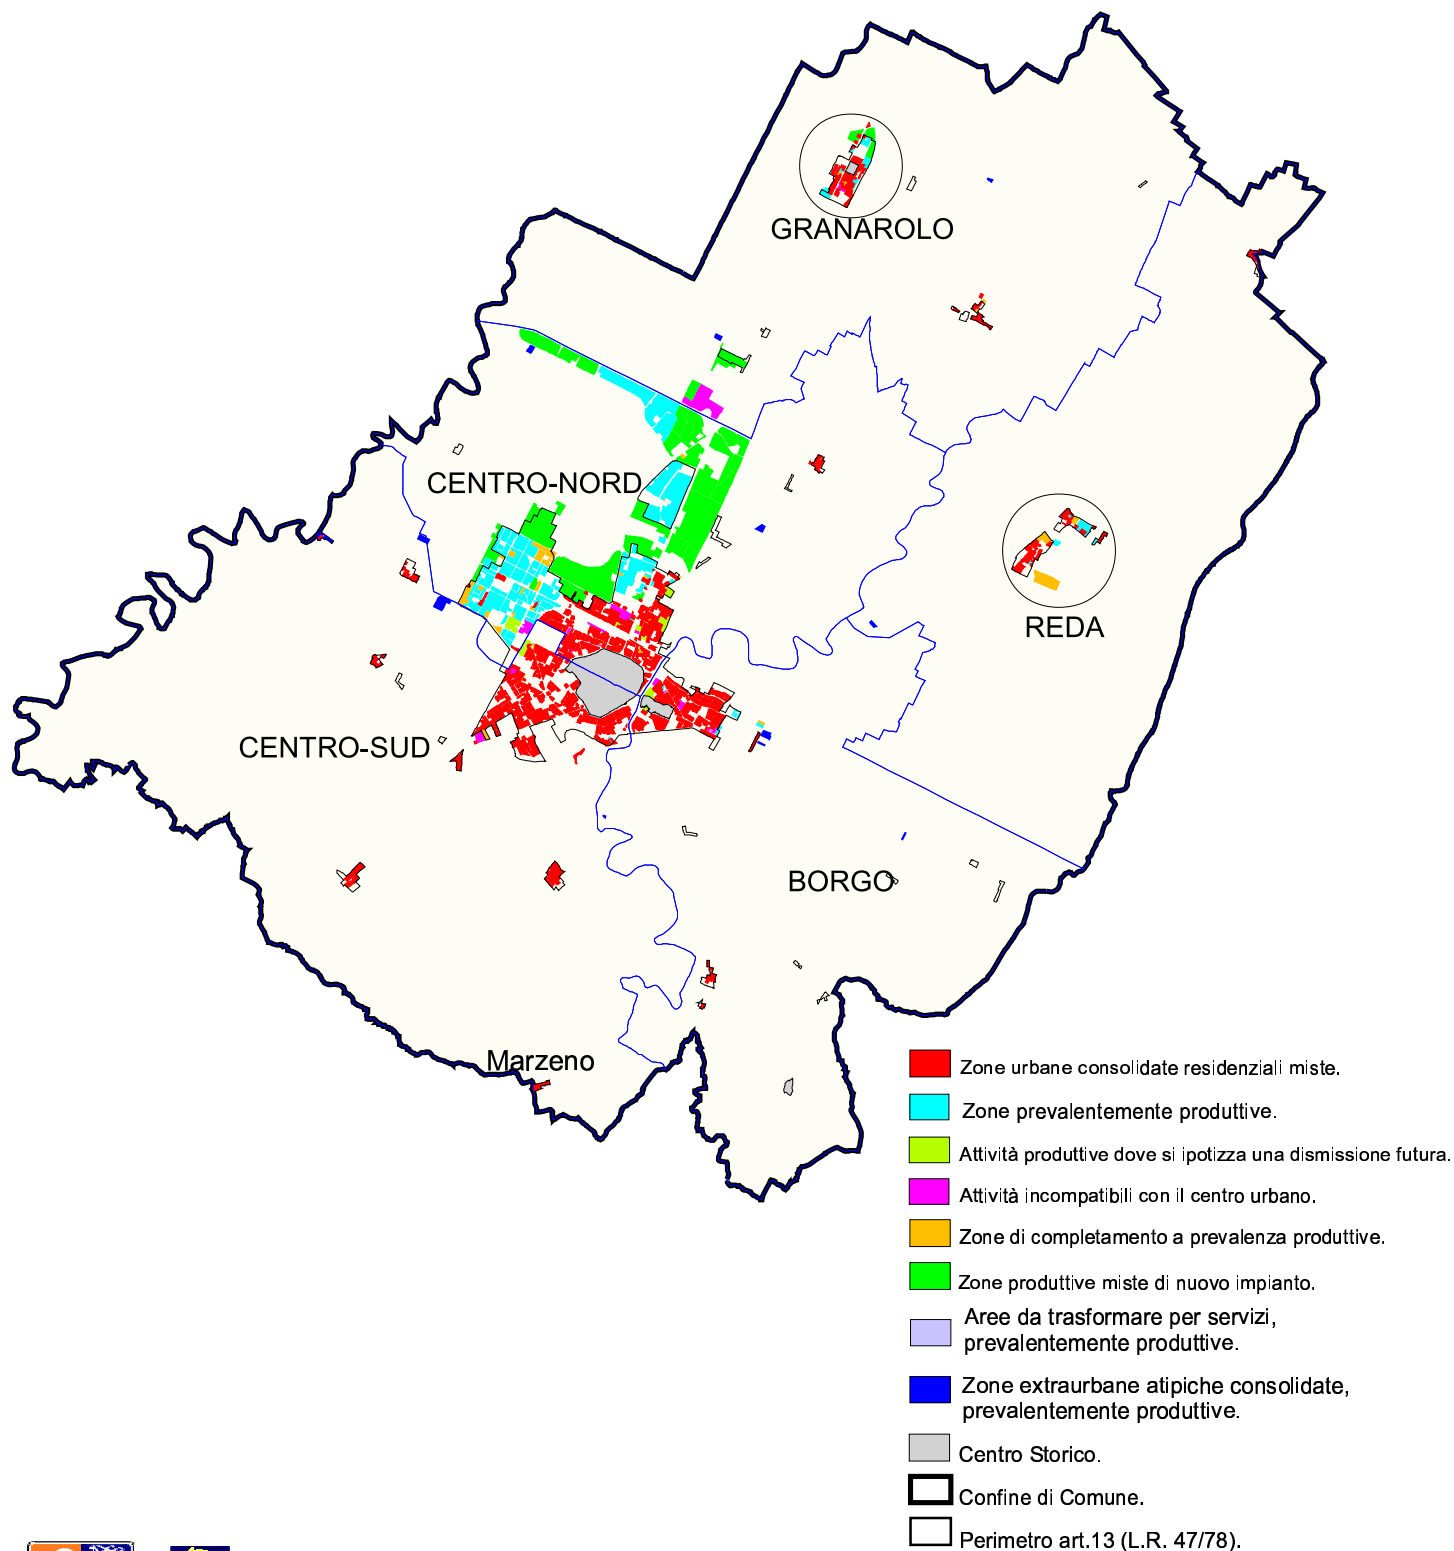 GRANAROLO
CENTRO-NORD
REDA
CENTRO-SUD
BORGO
Marzeno
Zone urbane consolidate residenziali miste.
Zone prevalentemente produttive.
Attività produttive dove si ipotizza una dismissione futura.
Attività incompatibili con il centro urbano.
Zone di completamento a prevalenza produttive.
Zone produttive miste di nuovo impianto.
Aree da trasformare per servizi,
prevalentemente produttive.
Zone extraurbane atipiche consolidate,
prevalentemente produttive.
Centro Storico.
Confine di Comune.
Perimetro art.13 (L.R. 47/78).